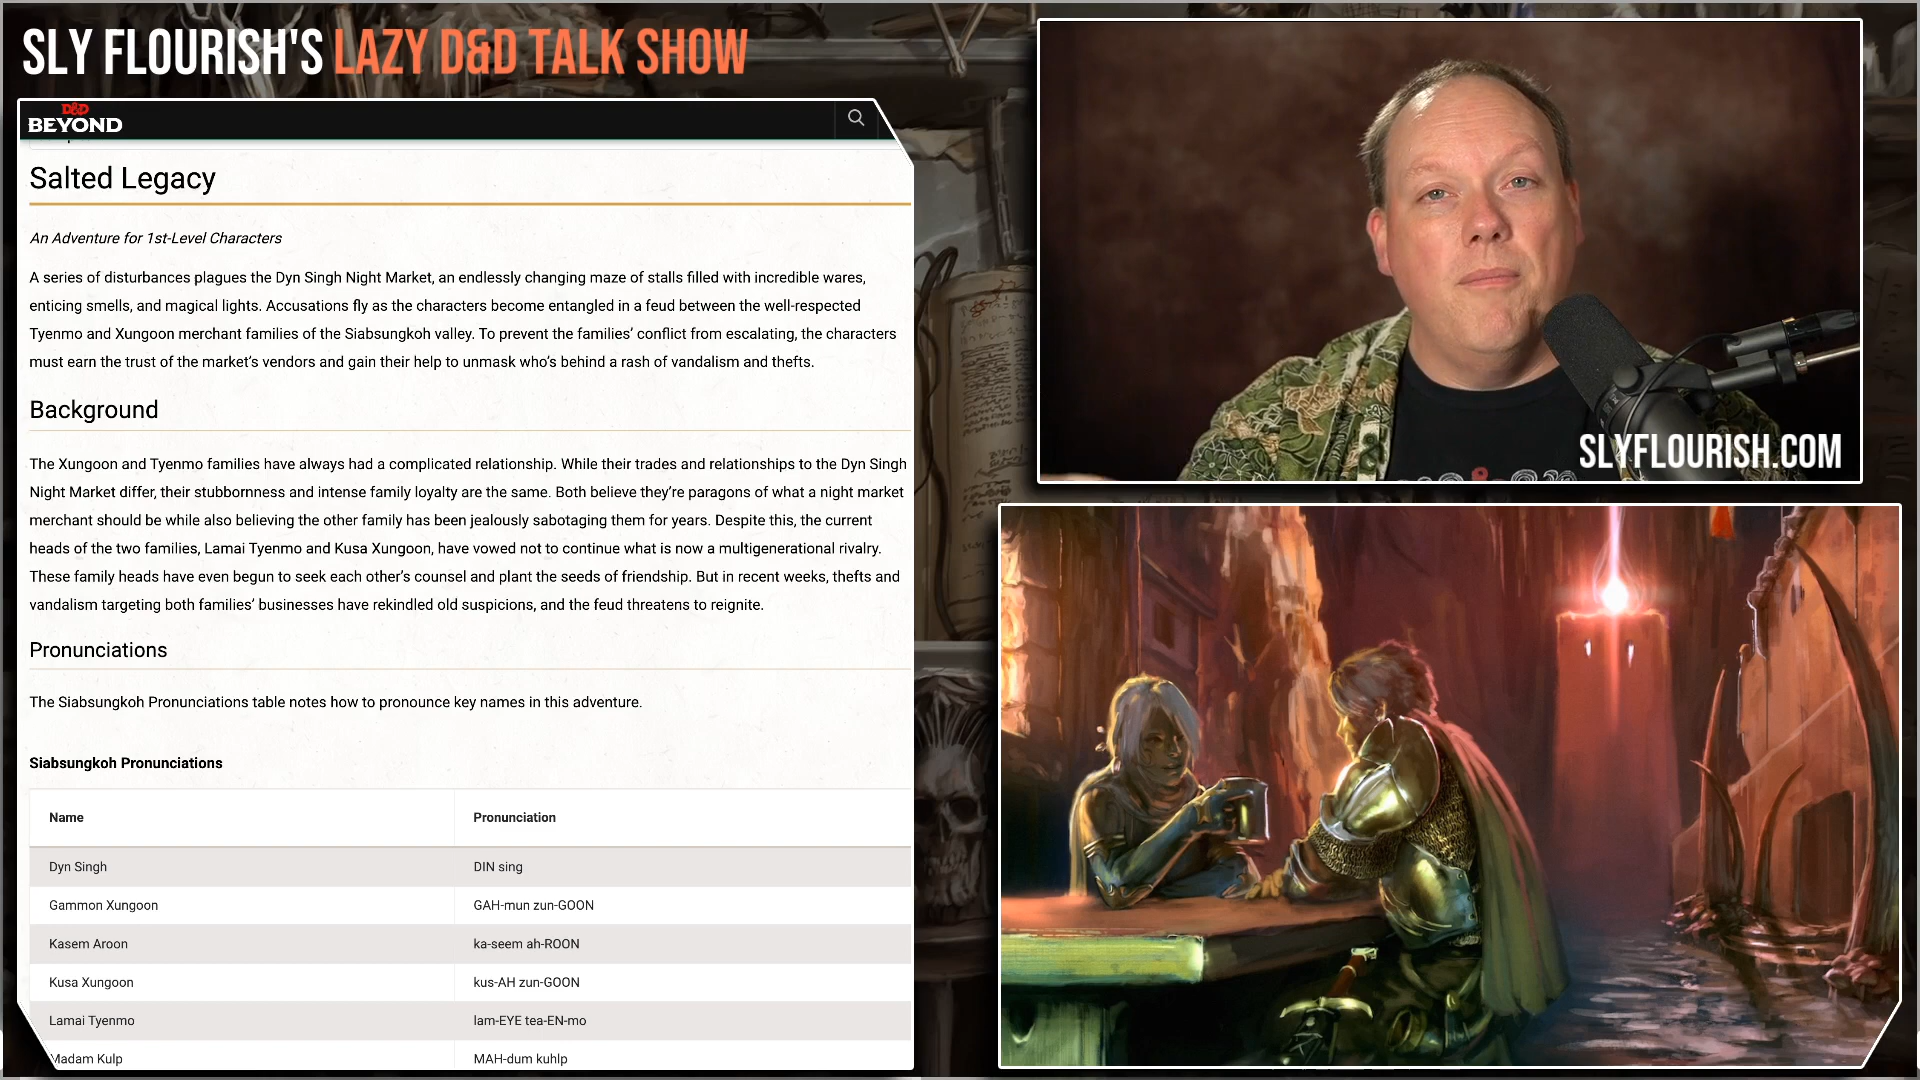 SLY FLOURISH'S LAZY D&D TALK SHOW
D&D
BEYOND
Salted Legacy
An Adventure for 1st-Level Characters
A series of disturbances plagues the Dyn Singh Night Market, an endlessly changing maze of stalls filled with incredible wares,
enticing smells, and magical lights. Accusations fly as the characters become entangled in a feud between the well-respected
Tyenmo and Xungoon merchant families of the Siabsungkoh valley. To prevent the families’ conflict from escalating, the characters
must earn the trust of the market’s vendors and gain their help to unmask who’s behind a rash of vandalism and thefts.
Background
The Xungoon and Tyenmo families have always had a complicated relationship. While their trades and relationships to the Dyn Singh
Night Market differ, their stubbornness and intense family loyalty are the same. Both believe they’re paragons of what a night market
merchant should be while also believing the other family has been jealously sabotaging them for years. Despite this, the current
heads of the two families, Lamai Tyenmo and Kusa Xungoon, have vowed not to continue what is now a multigenerational rivalry.
These family heads have even begun to seek each other’s counsel and plant the seeds of friendship. But in recent weeks, thefts and
vandalism targeting both families’ businesses have rekindled old suspicions, and the feud threatens to reignite.
Pronunciations
The Siabsungkoh Pronunciations table notes how to pronounce key names in this adventure.
Siabsungkoh Pronunciations
Name Pronunciation
Dyn Singh DIN sing
Gammon Xungoon GAH-mun zun-GOON
Kasem Aroon ka-seem ah-ROON
Kusa Xungoon kus-AH zun-GOON
Lamai Tyenmo lam-EYE tea-EN-mo
Madam Kulp MAH-dum kuhlp
SLYFLOURISH.COM